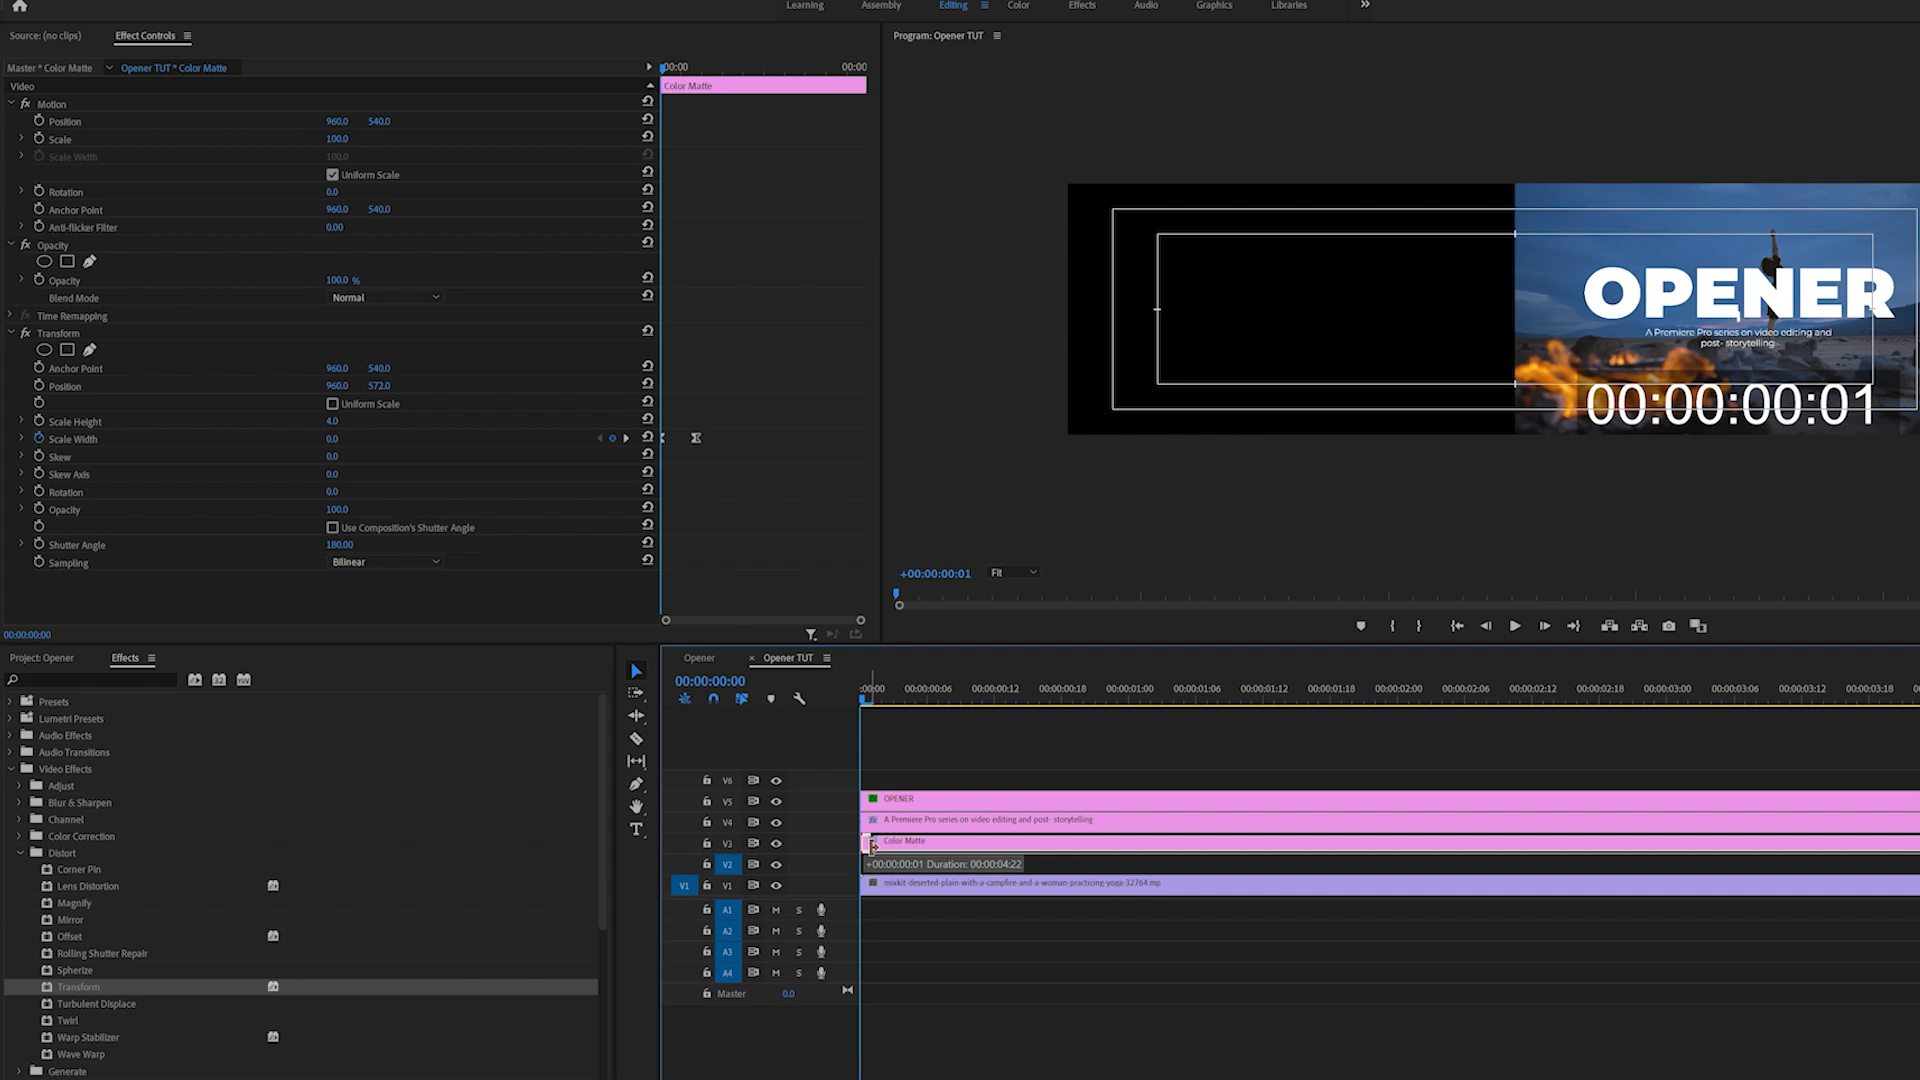 Learning Assembly Editing Color Effects Audio Graphics Libraries
Source: (no clips) Effect Controls
Program: Opener TUT
Master * Color Matte Opener TUT * Color Matte
:00:00 00:00
Video
Color Matte
fx Motion
Position 960.0 540.0
Scale 100.0
Scale Width 100.0
Uniform Scale
Rotation 0.0
Anchor Point 960.0 540.0
Anti-flicker Filter 0.00
fx Opacity
Opacity 100.0 %
Blend Mode Normal
fx Time Remapping
fx Transform
Anchor Point 960.0 540.0
Position 960.0 572.0
Uniform Scale
Scale Height 4.0
Scale Width 0.0
Skew 0.0
Skew Axis 0.0
Rotation 0.0
Opacity 100.0
Use Composition's Shutter Angle
Shutter Angle 180.00
Sampling Bilinear
00:00:00:00
OPENER
A Premiere Pro series on video editing and
post- storytelling
00:00:00:01
+00:00:00:01 Fit
Project: Opener Effects
Presets
Lumetri Presets
Audio Effects
Audio Transitions
Video Effects
Adjust
Blur & Sharpen
Channel
Color Correction
Distort
Corner Pin
Lens Distortion
Magnify
Mirror
Offset
Rolling Shutter Repair
Spherize
Transform
Turbulent Displace
Twirl
Warp Stabilizer
Wave Warp
Generate
Opener × Opener TUT
00:00:00:00
:00:00 00:00:00:06 00:00:00:12 00:00:00:18 00:00:01:00 00:00:01:06 00:00:01:12 00:00:01:18 00:00:02:00 00:00:02:06 00:00:02:12 00:00:02:18 00:00:03:00 00:00:03:06 00:00:03:12 00:00:03:18
V6
V5 OPENER
V4 fx A Premiere Pro series on video editing and post- storytelling
V3 Color Matte
V2 +00:00:00:01 Duration: 00:00:04:22
V1 V1 mixkit-deserted-plain-with-a-campfire-and-a-woman-practicing-yoga-32764.mp
A1 M S
A2 M S
A3 M S
A4 M S
Master 0.0